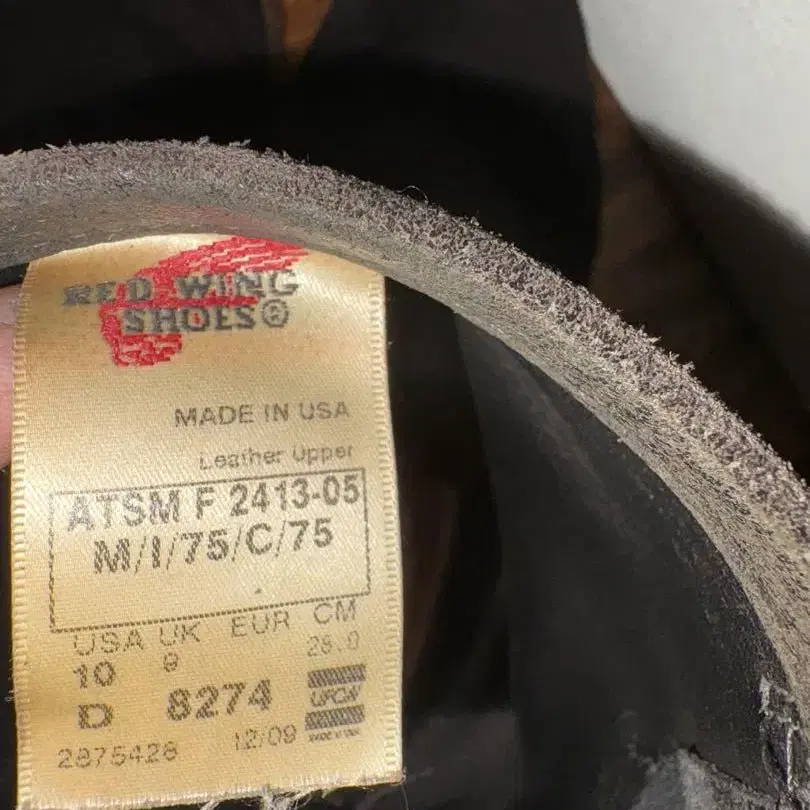 RED WING
SHOES®
MADE IN USA
Leather Upper
ATSM F 2413-05
M/I/75/C/75
USA UK EUR CM
10 9 28.0
D 8274 UFCW
2875428 12/09